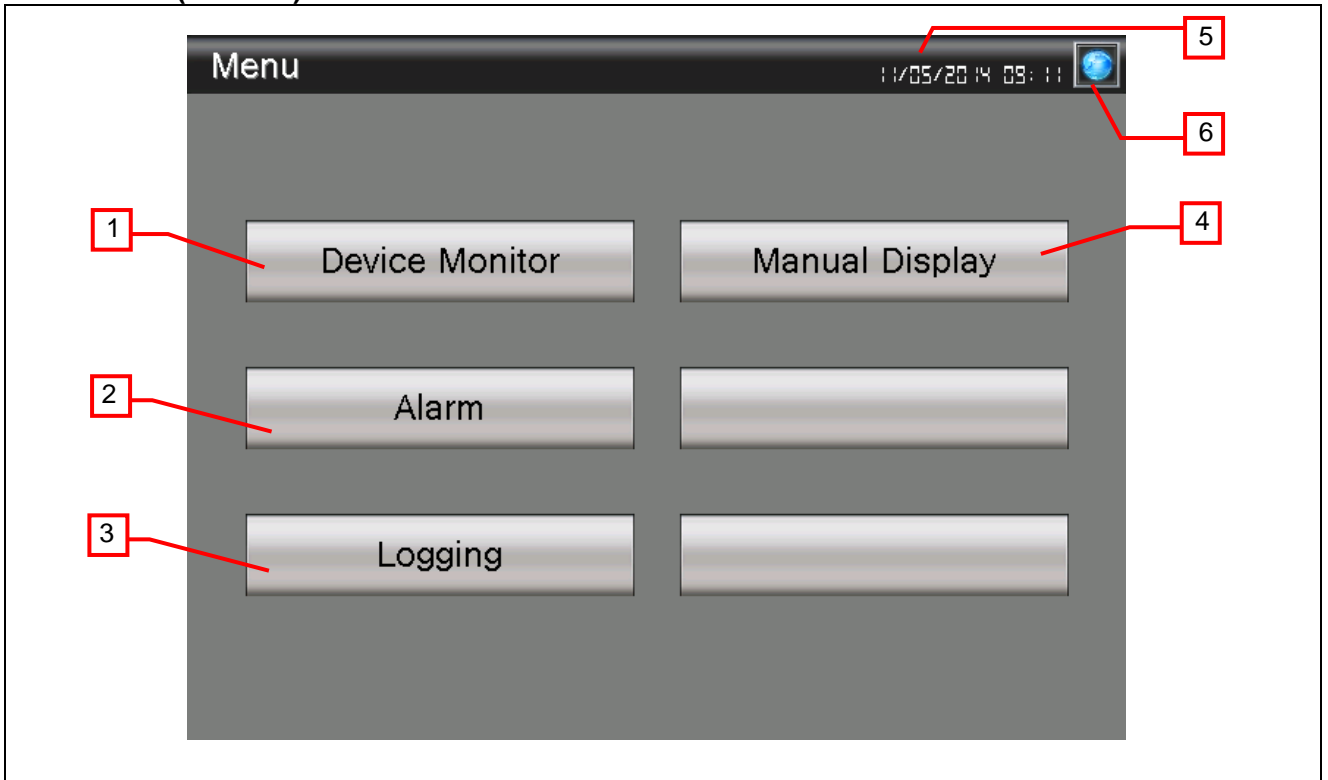 5
Menu
11/05/2014 09:11
6
1
4
Device Monitor
Manual Display
2
Alarm
3
Logging